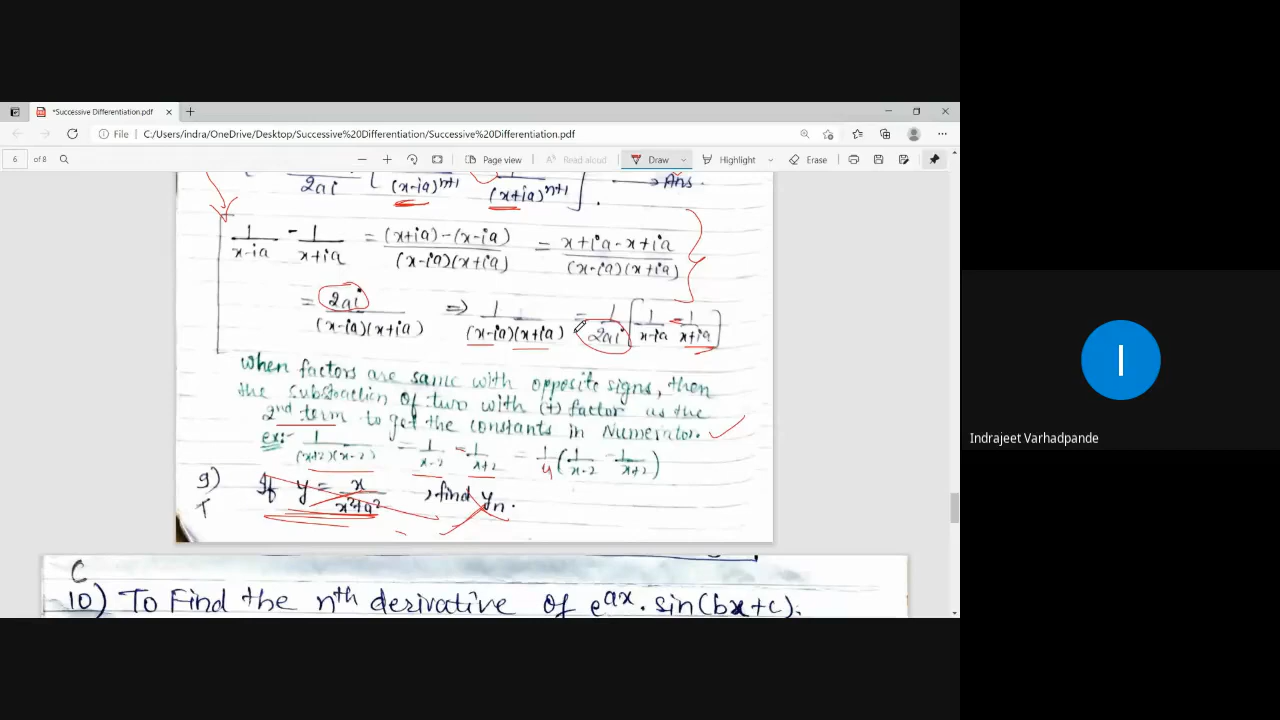 *Successive Differentiation.pdf
File | C:/Users/indra/OneDrive/Desktop/Successive%20Differentiation/Successive%20Differentiation.pdf
6 of 8 Page view Read aloud Draw Highlight Erase
2ai (x-ia)^n+1 (x+ia)^n+1 ] . → Ans.
1/(x-ia) - 1/(x+ia) = ((x+ia)-(x-ia))/((x-ia)(x+ia)) = (x+ia-x+ia)/((x-ia)(x+ia))
= 2ai/((x-ia)(x+ia)) ⇒ 1/((x-ia)(x+ia)) = 1/2ai [1/(x-ia) - 1/(x+ia)]
When factors are same with opposite signs, then
the substraction of two with (+) factor as the
2nd term to get the constants in Numerator.
ex:- 1/((x+2)(x-2)) = 1/(x-2) - 1/(x+2) = 1/4 (1/(x-2) - 1/(x+2))
9) If y = x/(x²+a²) , find yn.
T
C
10) To Find the nth derivative of e^ax . sin(bx+c).
I
Indrajeet Varhadpande